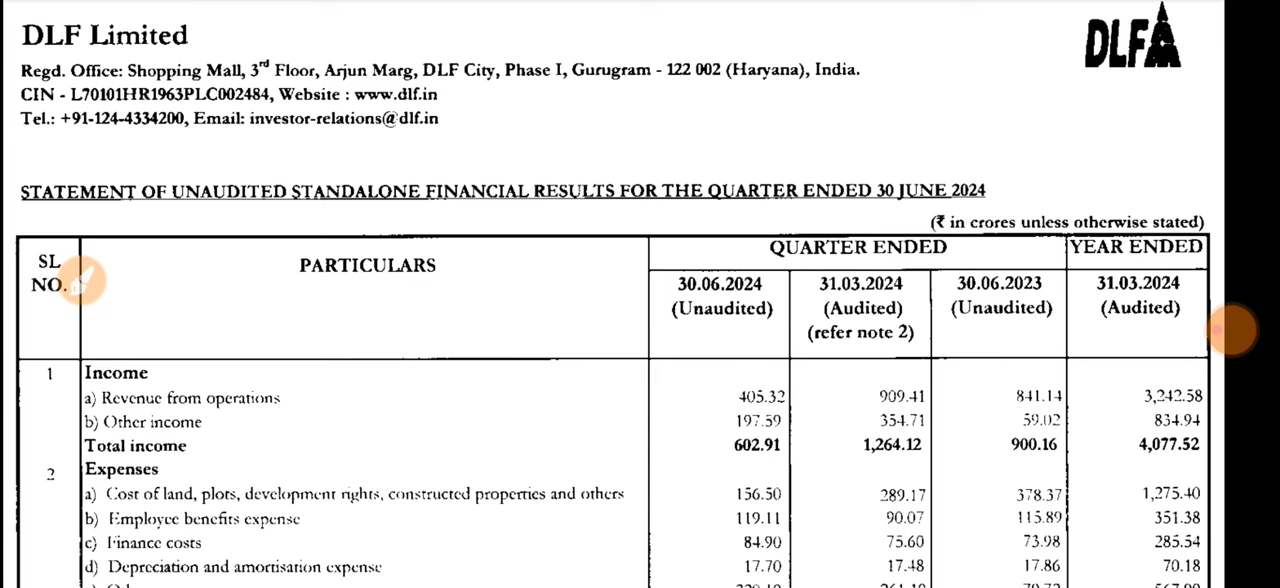 DLF Limited
DLF
Regd. Office: Shopping Mall, 3rd Floor, Arjun Marg, DLF City, Phase I, Gurugram - 122 002 (Haryana), India.
CIN - L70101HR1963PLC002484, Website : www.dlf.in
Tel.: +91-124-4334200, Email: investor-relations@dlf.in
STATEMENT OF UNAUDITED STANDALONE FINANCIAL RESULTS FOR THE QUARTER ENDED 30 JUNE 2024
(₹ in crores unless otherwise stated)
SL NO. PARTICULARS QUARTER ENDED YEAR ENDED
30.06.2024 31.03.2024 30.06.2023 31.03.2024
(Unaudited) (Audited) (Unaudited) (Audited)
(refer note 2)
1 Income
a) Revenue from operations 405.32 909.41 841.14 3,242.58
b) Other income 197.59 354.71 59.02 834.94
Total income 602.91 1,264.12 900.16 4,077.52
2 Expenses
a) Cost of land, plots, development rights, constructed properties and others 156.50 289.17 378.37 1,275.40
b) Employee benefits expense 119.11 90.07 115.89 351.38
c) Finance costs 84.90 75.60 73.98 285.54
d) Depreciation and amortisation expense 17.70 17.48 17.86 70.18